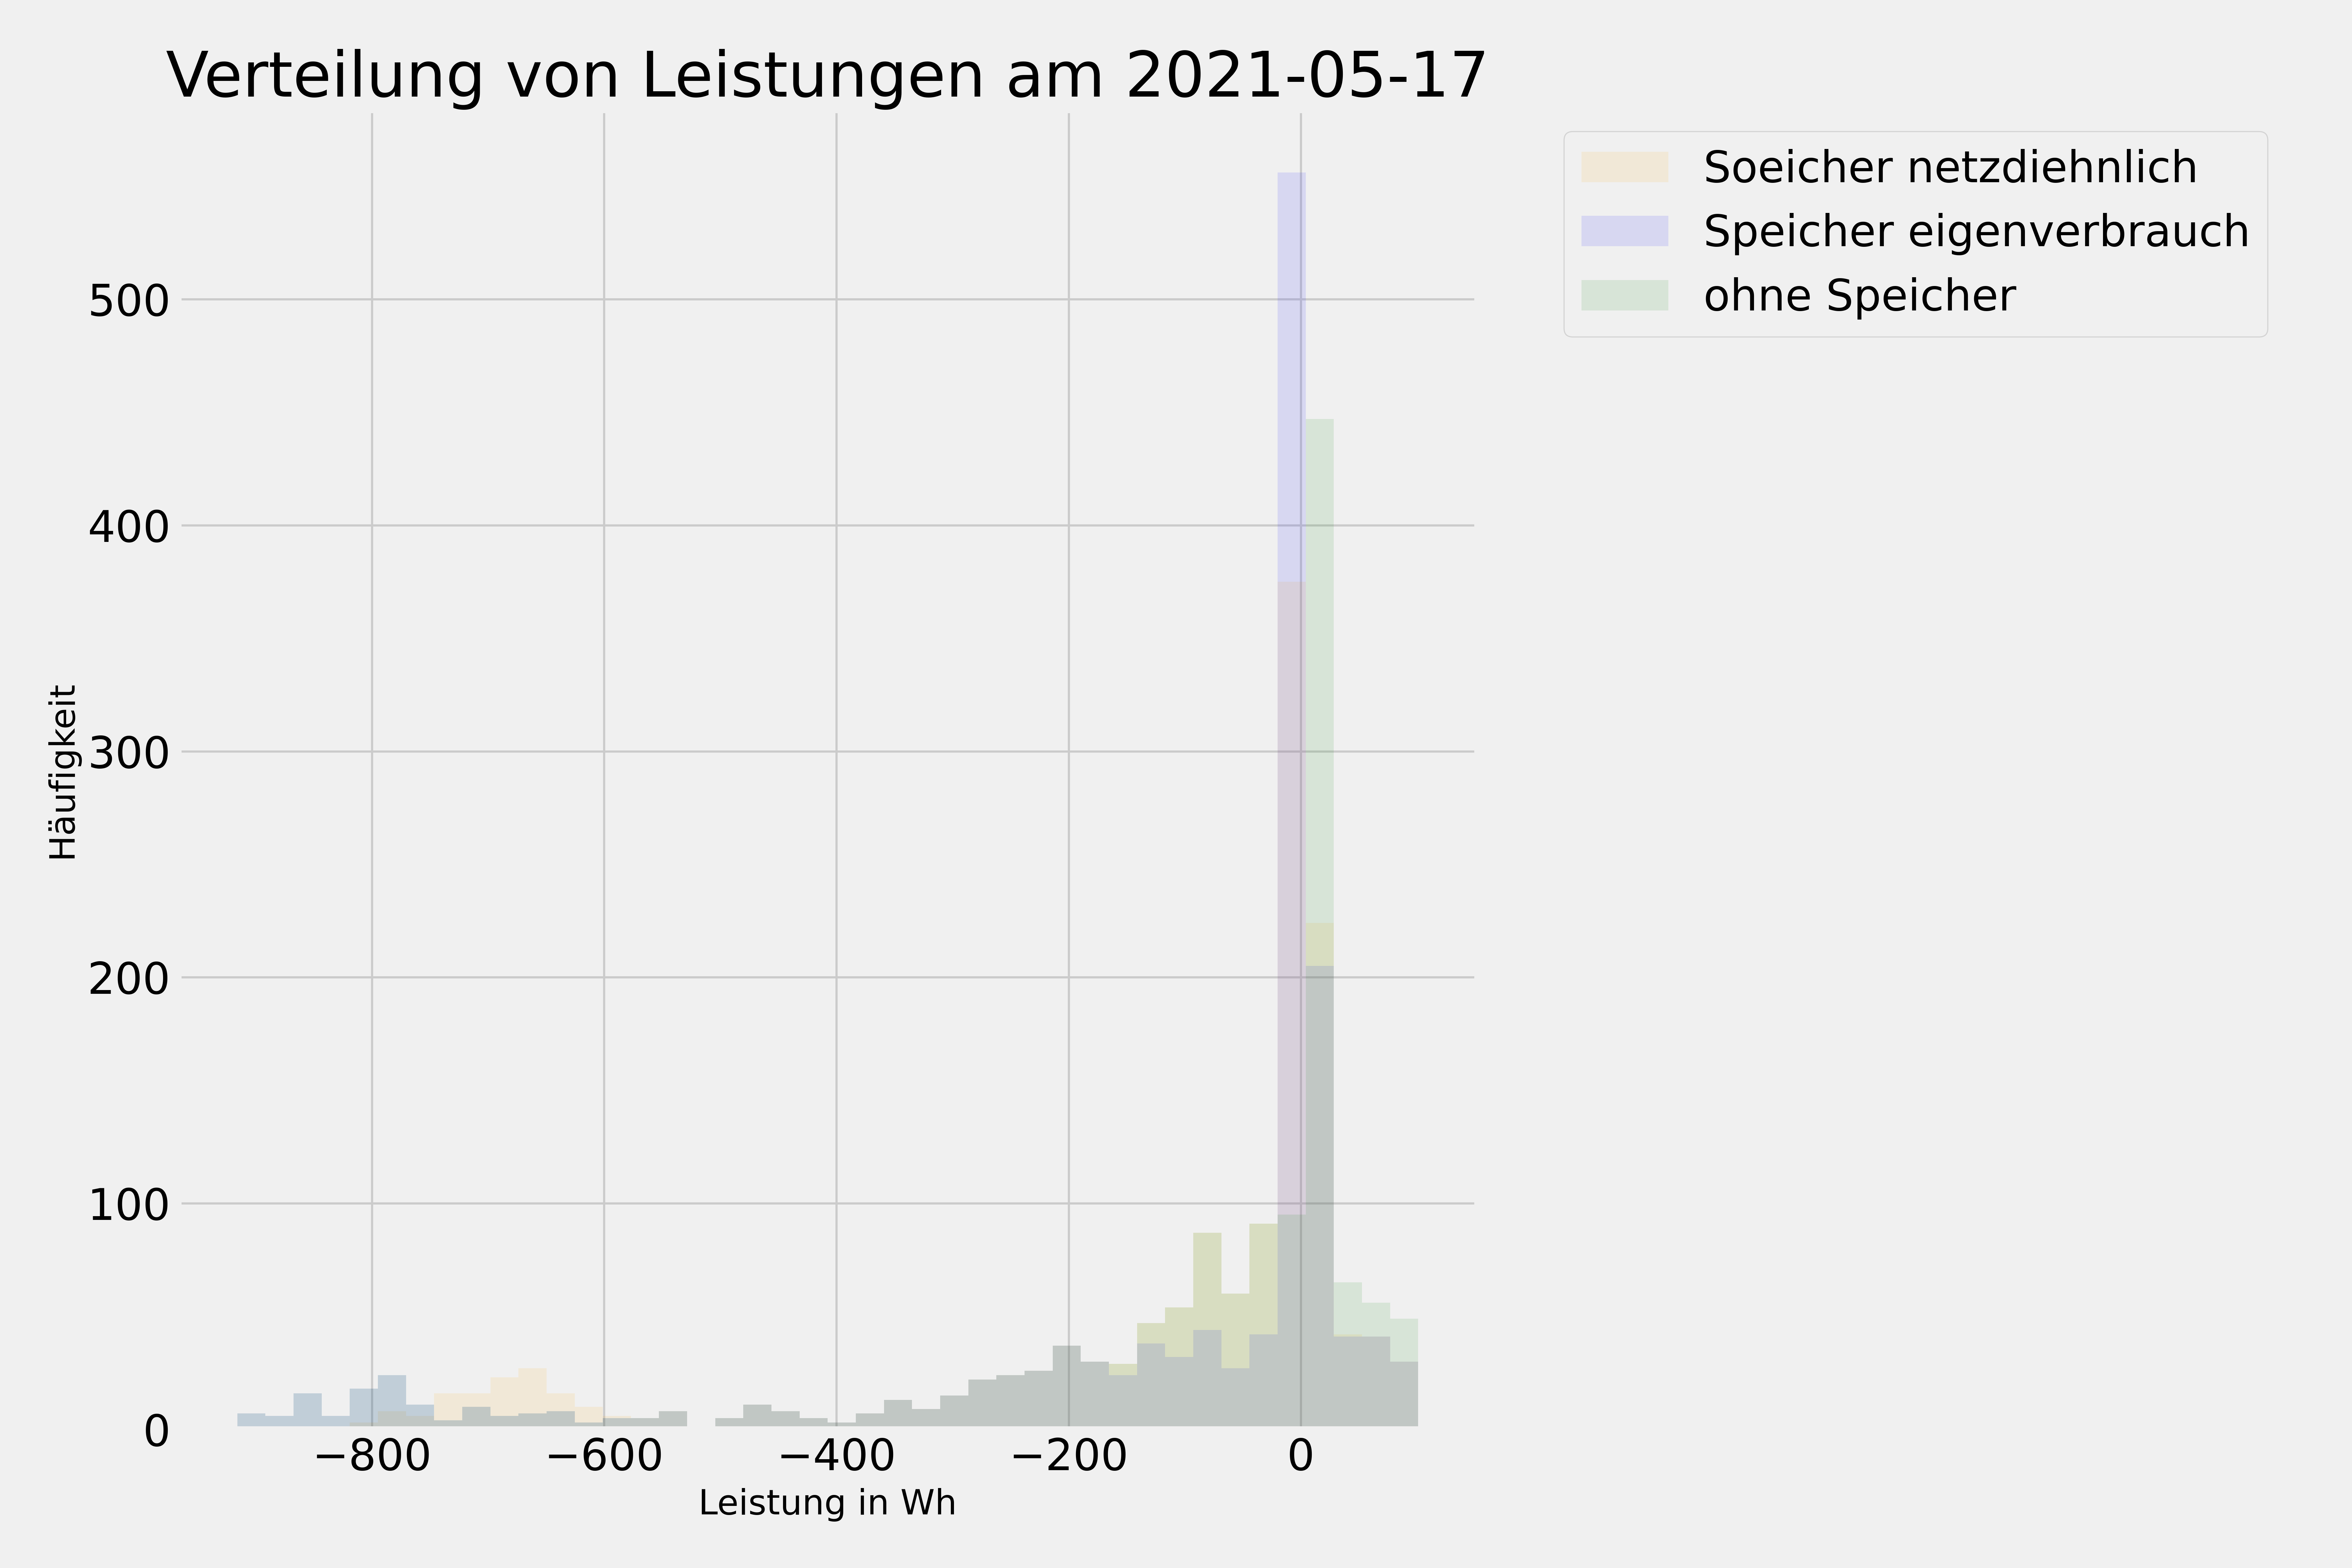 Verteilung von Leistungen am 2021-05-17
Soeicher netzdiehnlich
Speicher eigenverbrauch
ohne Speicher
500
400
300
200
100
0
Häufigkeit
−800 −600 −400 −200 0
Leistung in Wh